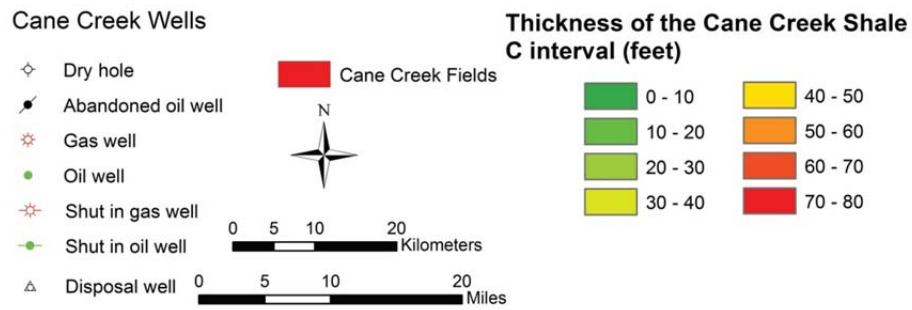 Cane Creek Wells
Dry hole
Abandoned oil well
Gas well
Oil well
Shut in gas well
Shut in oil well
Disposal well
Cane Creek Fields
N
0 5 10 20
Kilometers
0 5 10 20
Miles
Thickness of the Cane Creek Shale
C interval (feet)
0 - 10
10 - 20
20 - 30
30 - 40
40 - 50
50 - 60
60 - 70
70 - 80